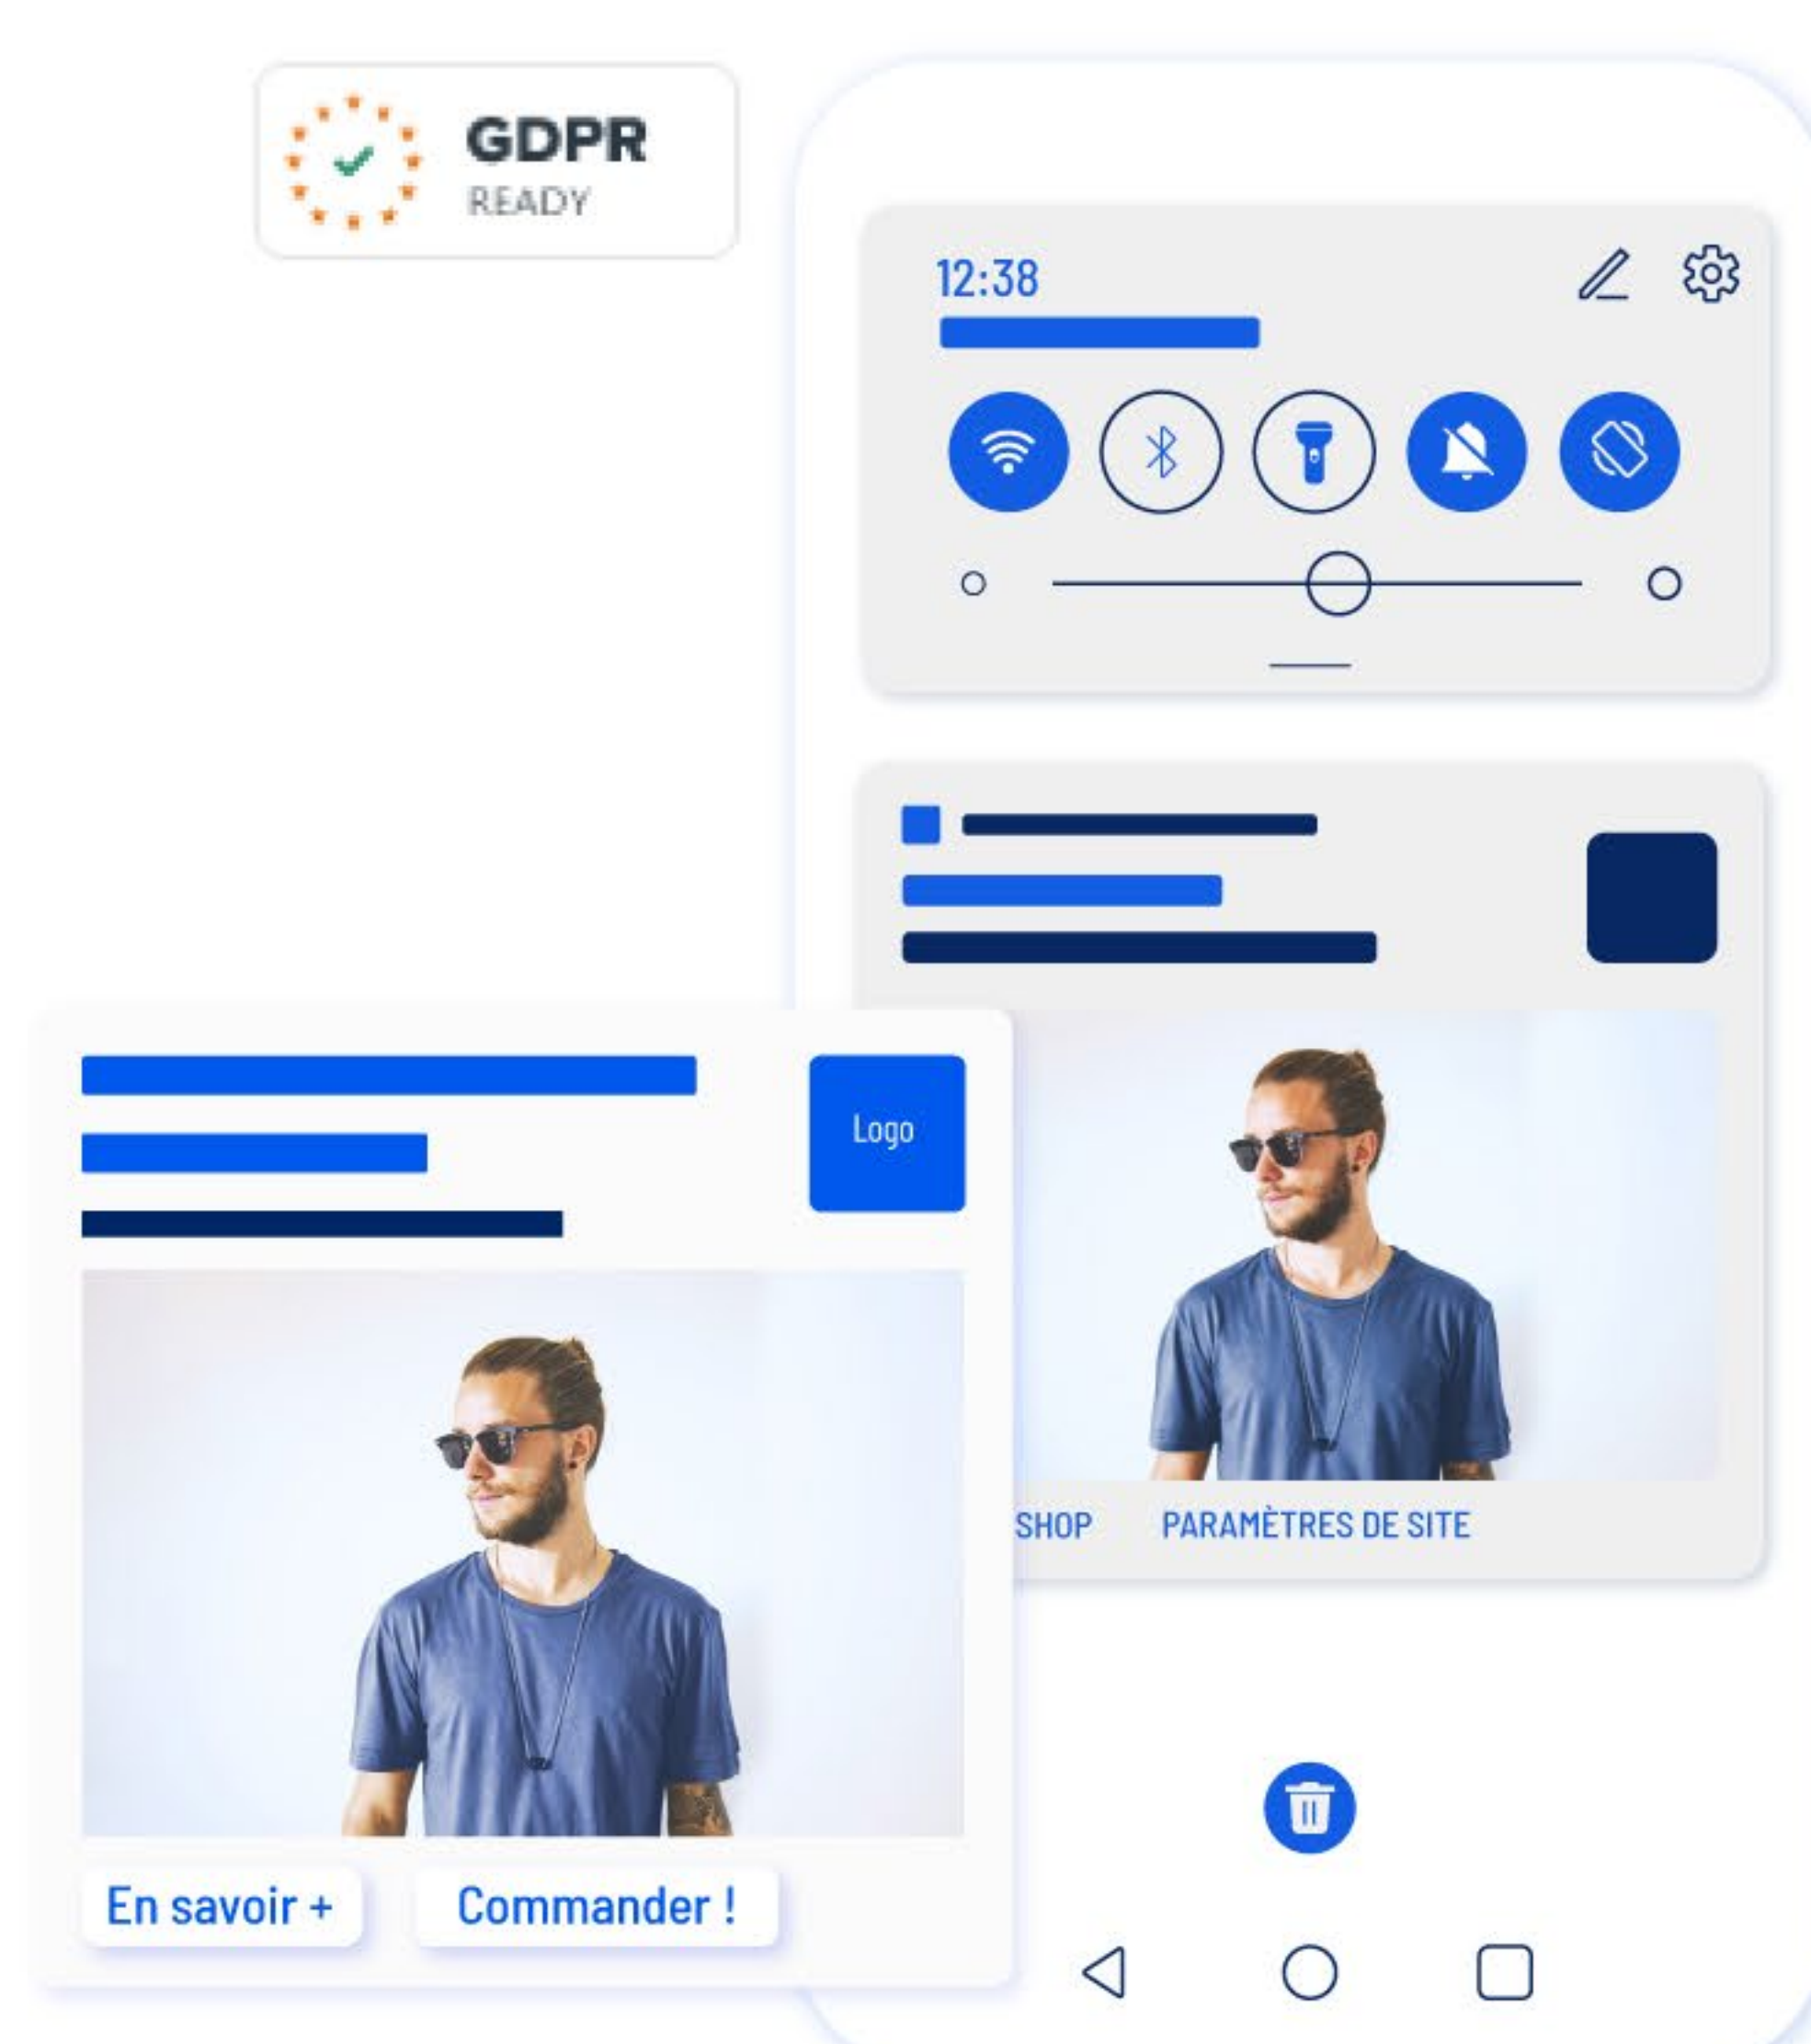 GDPR
READY
12:38
Logo
SHOP PARAMÈTRES DE SITE
En savoir + Commander !